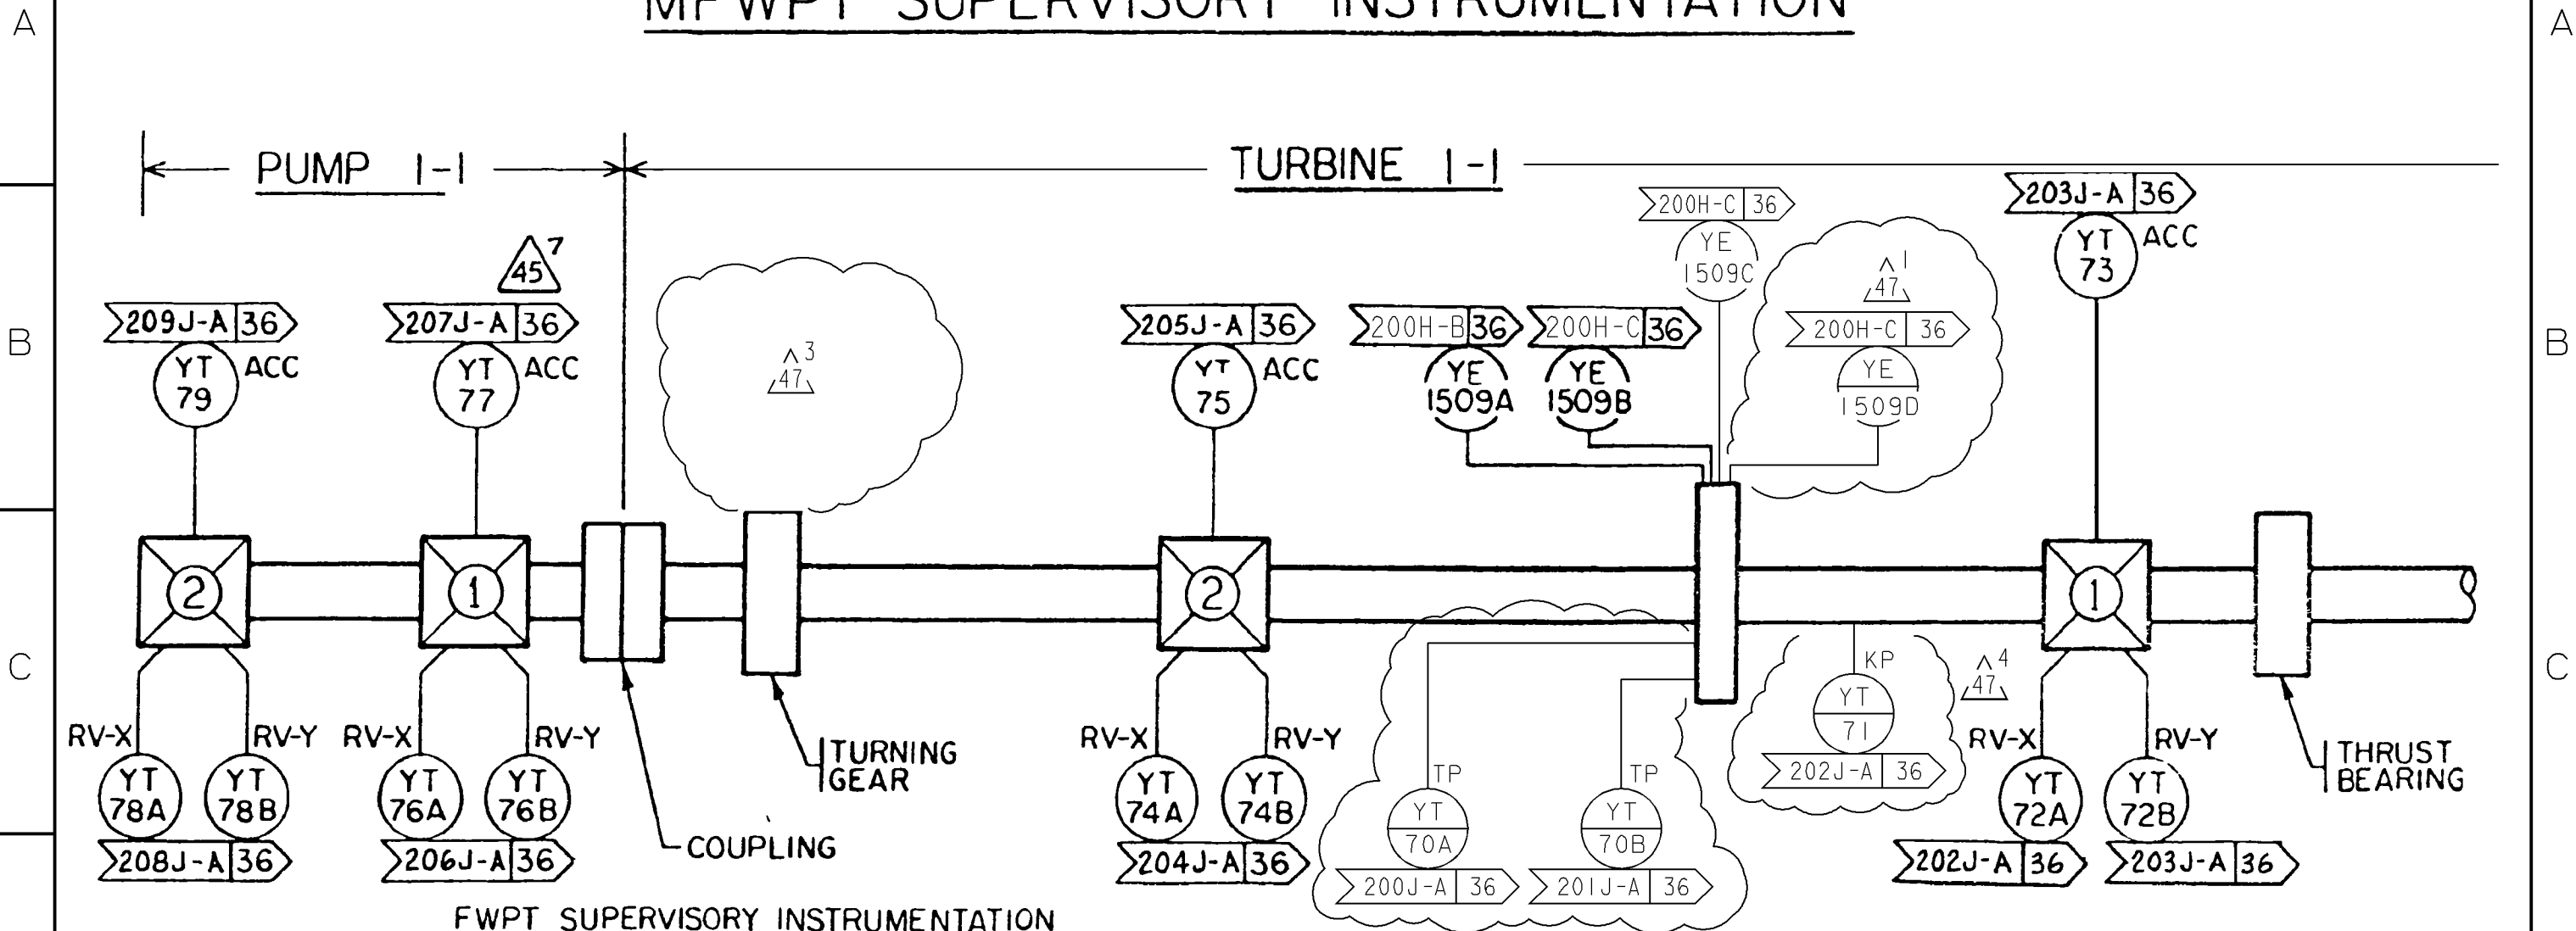 MFWPT SUPERVISORY INSTRUMENTATION
A
A
PUMP 1-1
TURBINE 1-1
200H-C 36
203J-A 36
YE
1509C
YT
73
ACC
45 7
47 1
209J-A 36
207J-A 36
205J-A 36
200H-B 36
200H-C 36
200H-C 36
B
B
YT
79
ACC
YT
77
ACC
47 3
YT
75
ACC
YE
1509A
YE
1509B
YE
1509D
2
1
2
1
C
C
KP
47 4
YT
71
202J-A 36
RV-X
RV-Y
RV-X
RV-Y
RV-X
RV-Y
RV-X
RV-Y
TURNING
GEAR
THRUST
BEARING
TP
TP
YT
78A
YT
78B
YT
76A
YT
76B
YT
74A
YT
74B
YT
70A
YT
70B
YT
72A
YT
72B
COUPLING
208J-A 36
206J-A 36
204J-A 36
200J-A 36
201J-A 36
202J-A 36
203J-A 36
FWPT SUPERVISORY INSTRUMENTATION